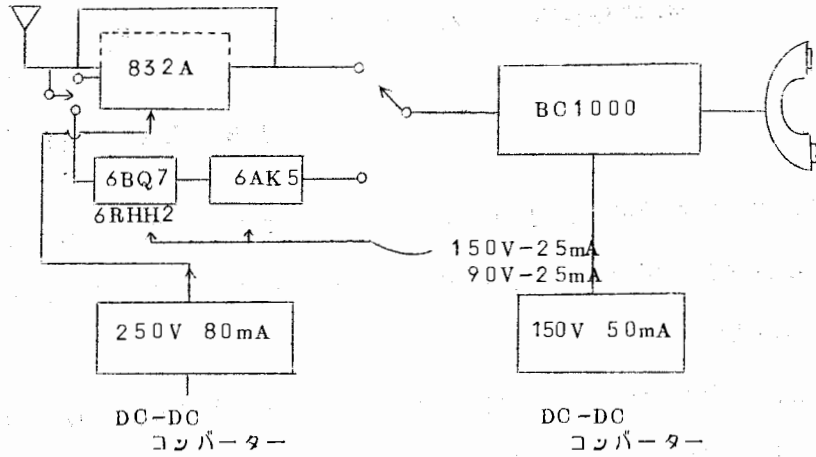 832A
BC1000
6BQ7
6AK5
6RHH2
150V-25mA
90V-25mA
250V 80mA
150V 50mA
DC-DC
コンバーター
DC-DC
コンバーター